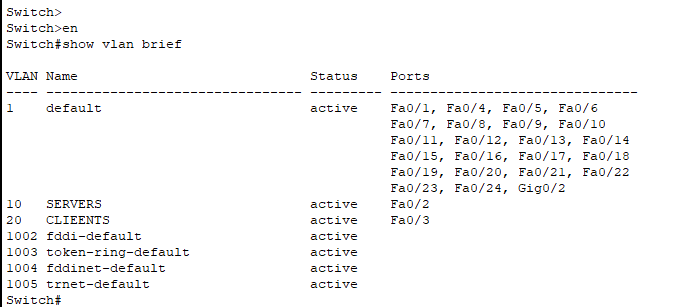 Switch>
Switch>en
Switch#show vlan brief
VLAN Name Status Ports
---- -------------------------------- --------- -------------------------------
1 default active Fa0/1, Fa0/4, Fa0/5, Fa0/6
Fa0/7, Fa0/8, Fa0/9, Fa0/10
Fa0/11, Fa0/12, Fa0/13, Fa0/14
Fa0/15, Fa0/16, Fa0/17, Fa0/18
Fa0/19, Fa0/20, Fa0/21, Fa0/22
Fa0/23, Fa0/24, Gig0/2
10 SERVERS active Fa0/2
20 CLIEENTS active Fa0/3
1002 fddi-default active
1003 token-ring-default active
1004 fddinet-default active
1005 trnet-default active
Switch#